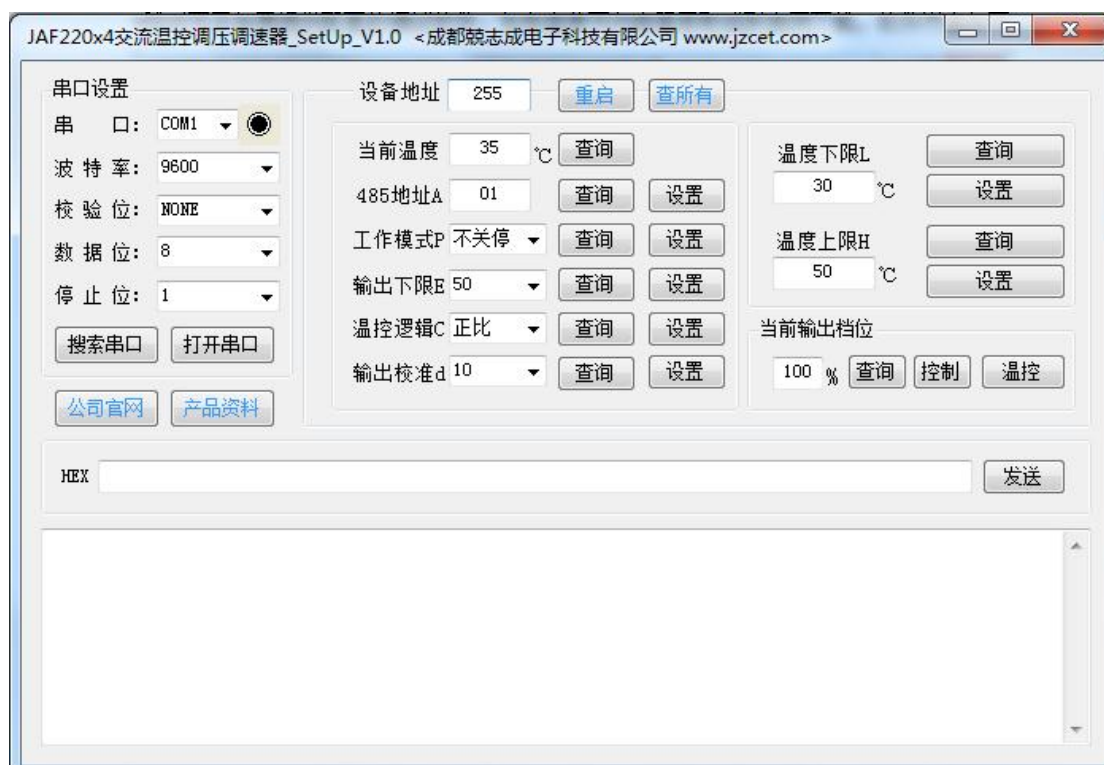 JAF220x4交流温控调压调速器_SetUp_V1.0 <成都兢志成电子科技有限公司 www.jzcet.com>
串口设置
串 口: COM1
波 特 率: 9600
校 验 位: NONE
数 据 位: 8
停 止 位: 1
搜索串口 打开串口
公司官网 产品资料
设备地址 255 重启 查所有
当前温度 35 ℃ 查询
485地址A 01 查询 设置
工作模式P 不关停 查询 设置
输出下限E 50 查询 设置
温控逻辑C 正比 查询 设置
输出校准d 10 查询 设置
温度下限L 查询
30 ℃ 设置
温度上限H 查询
50 ℃ 设置
当前输出档位
100 % 查询 控制 温控
HEX 发送